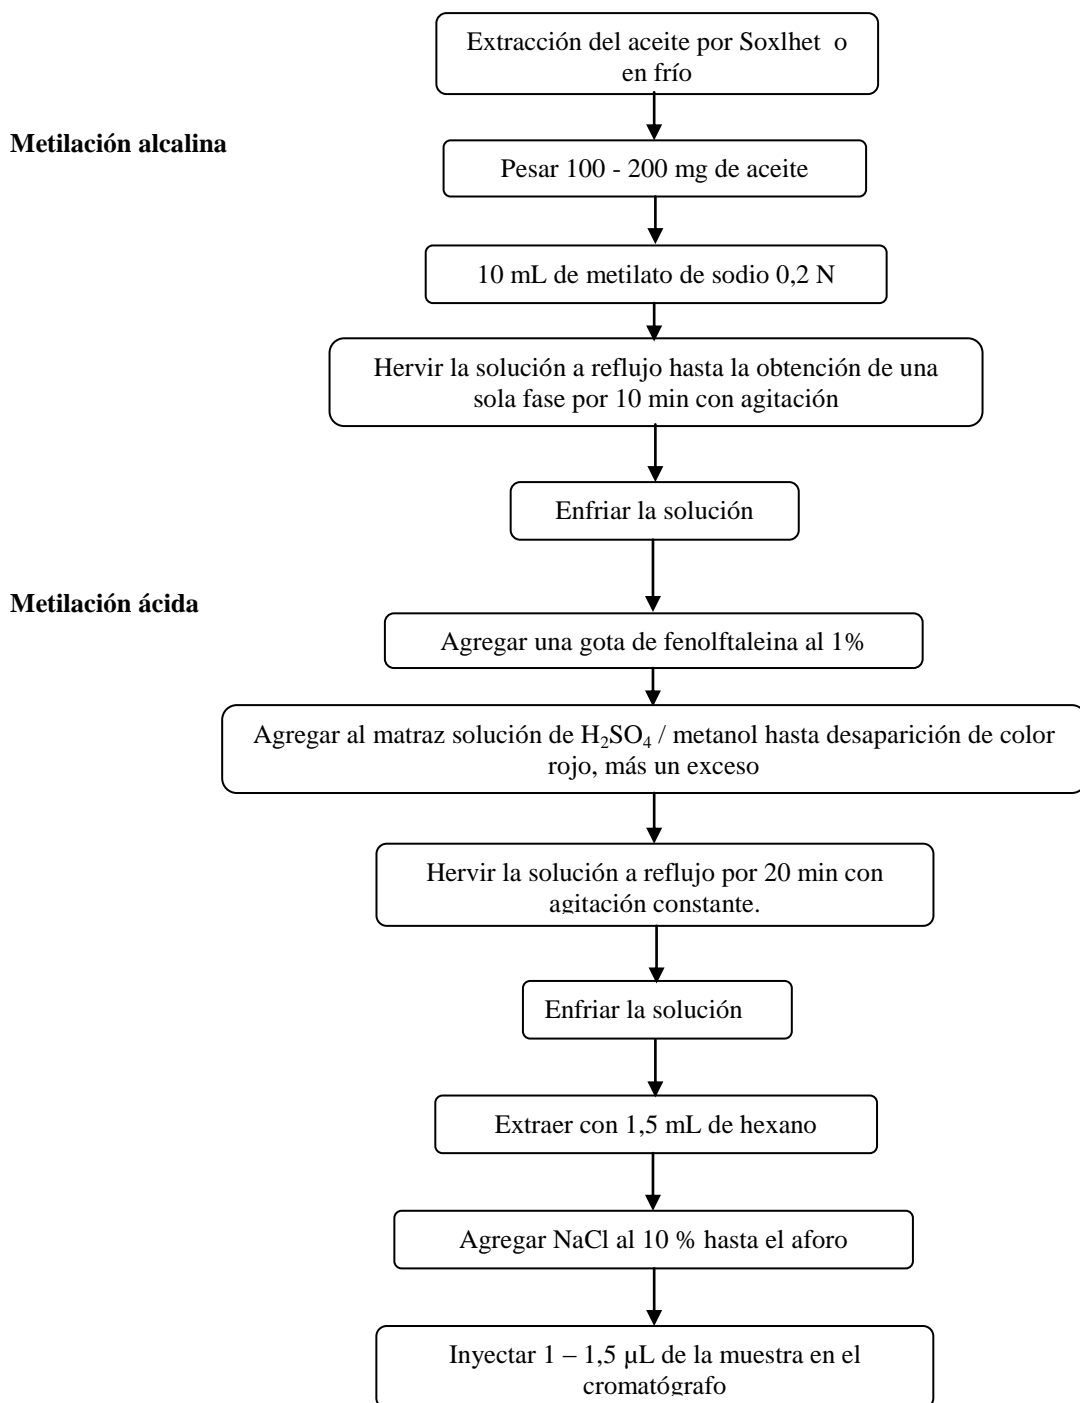 Extracción del aceite por Soxlhet o
en frío
Metilación alcalina
Pesar 100 - 200 mg de aceite
10 mL de metilato de sodio 0,2 N
Hervir la solución a reflujo hasta la obtención de una
sola fase por 10 min con agitación
Enfriar la solución
Metilación ácida
Agregar una gota de fenolftaleina al 1%
Agregar al matraz solución de H₂SO₄ / metanol hasta desaparición de color
rojo, más un exceso
Hervir la solución a reflujo por 20 min con
agitación constante.
Enfriar la solución
Extraer con 1,5 mL de hexano
Agregar NaCl al 10 % hasta el aforo
Inyectar 1 – 1,5 µL de la muestra en el
cromatógrafo